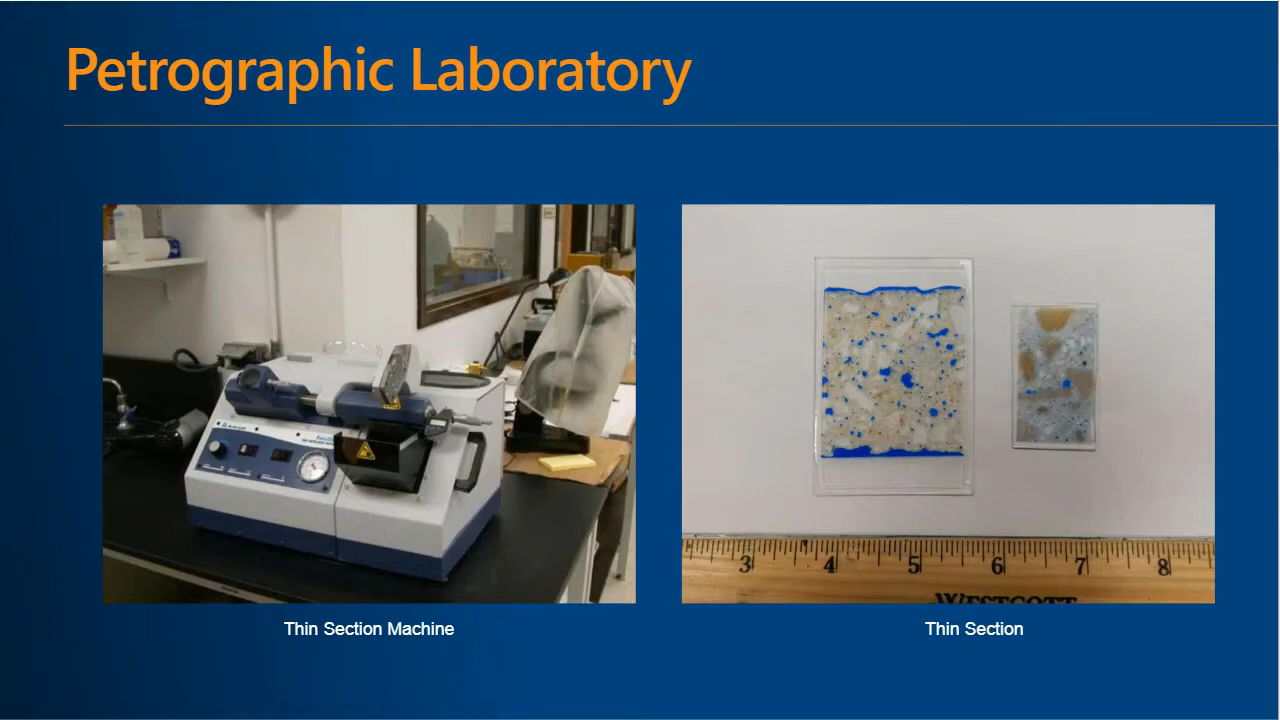 Petrographic Laboratory
3 4 5 6 7 8
WESTCOTT
Thin Section Machine
Thin Section